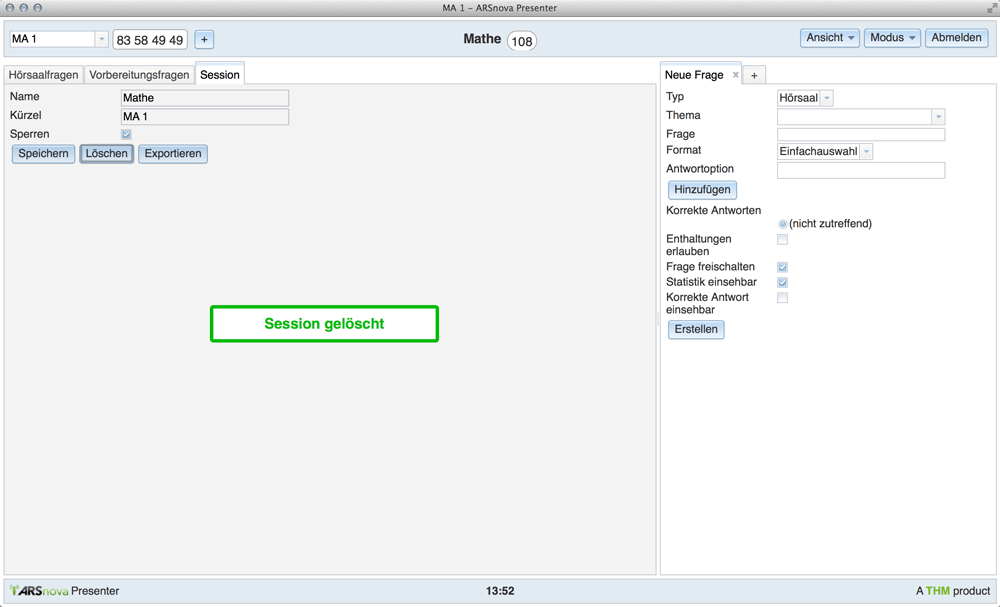 MA 1 – ARSnova Presenter
MA 1 83 58 49 49 + Mathe 108 Ansicht Modus Abmelden
Hörsaalfragen Vorbereitungsfragen Session
Name Mathe
Kürzel MA 1
Sperren
Speichern Löschen Exportieren
Session gelöscht
Neue Frage × +
Typ Hörsaal
Thema
Frage
Format Einfachauswahl
Antwortoption
Hinzufügen
Korrekte Antworten
(nicht zutreffend)
Enthaltungen
erlauben
Frage freischalten
Statistik einsehbar
Korrekte Antwort
einsehbar
Erstellen
ARSnova Presenter 13:52 A THM product